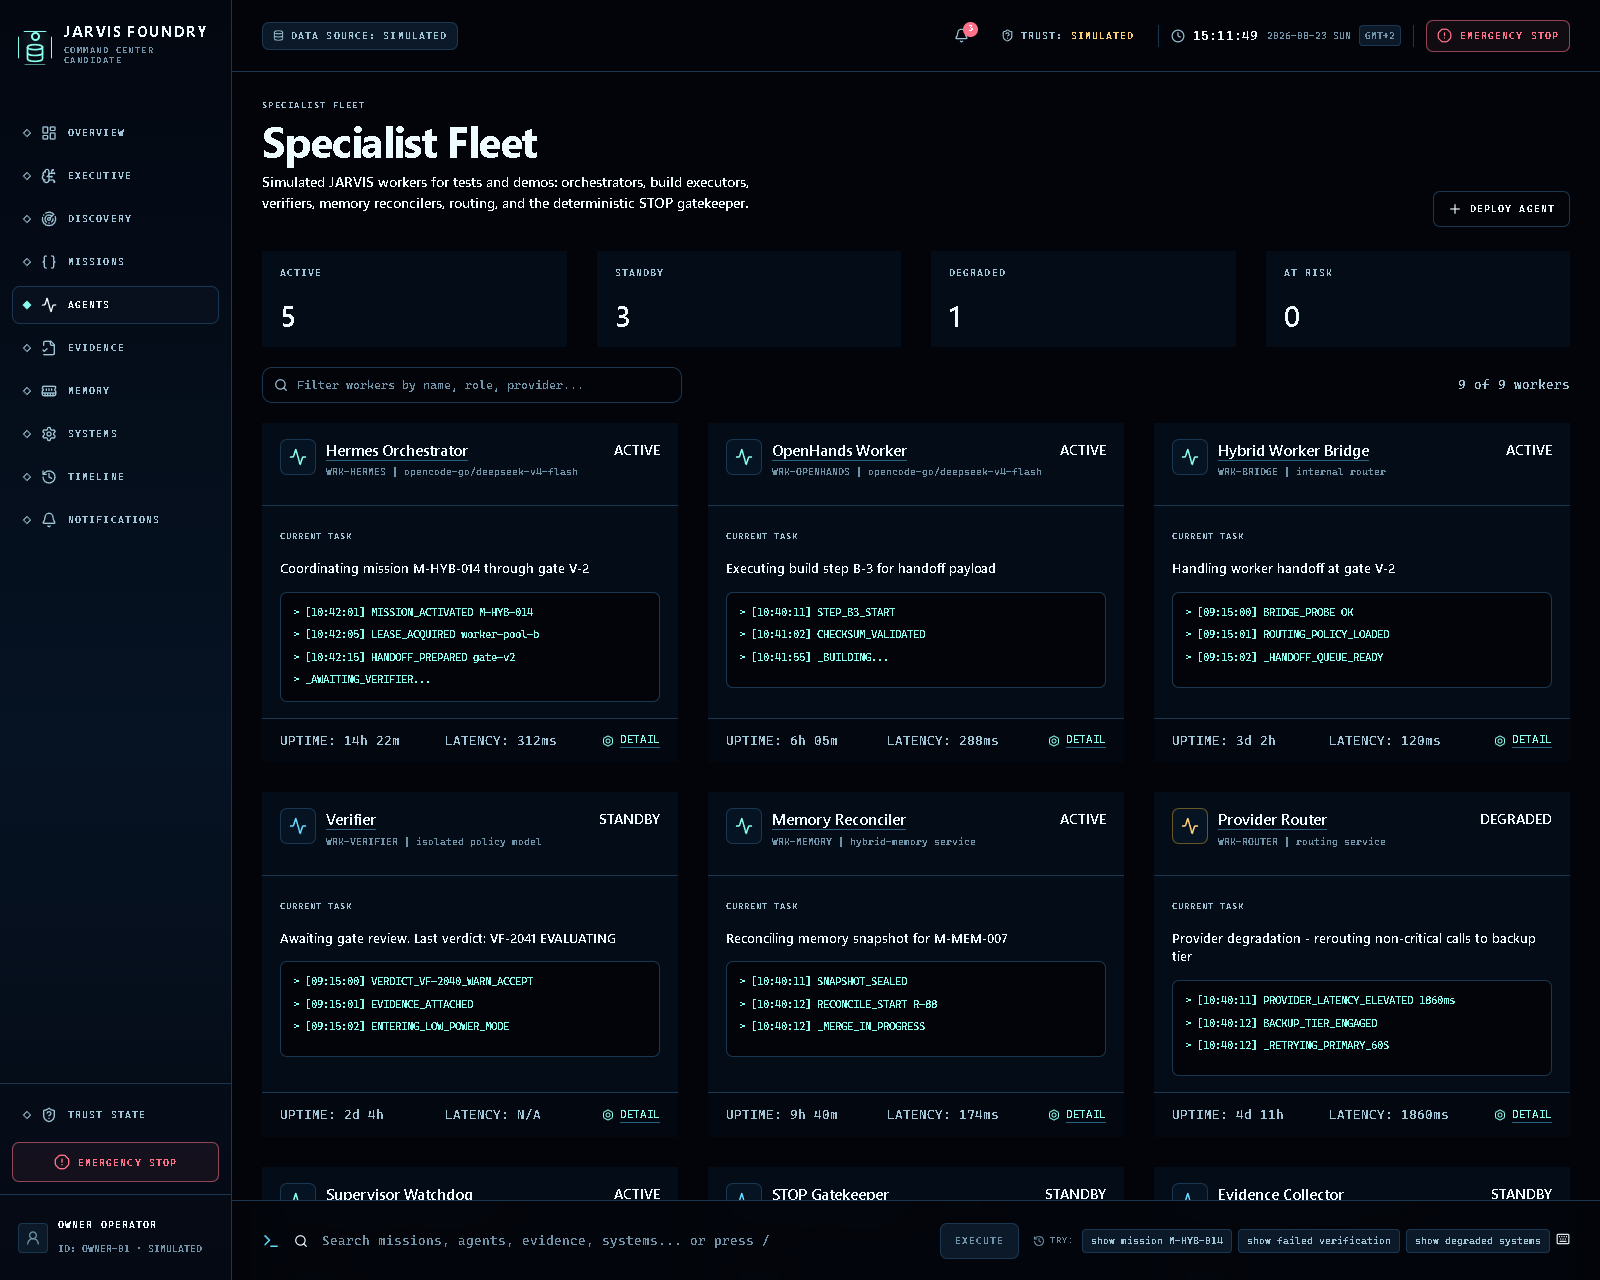 JARVIS FOUNDRY
COMMAND CENTER
CANDIDATE
OVERVIEW
EXECUTIVE
DISCOVERY
MISSIONS
AGENTS
EVIDENCE
MEMORY
SYSTEMS
TIMELINE
NOTIFICATIONS
TRUST STATE
EMERGENCY STOP
OWNER OPERATOR
ID: OWNER-01 • SIMULATED
DATA SOURCE: SIMULATED
3
TRUST: SIMULATED
15:11:49 2026-08-23 SUN GMT+2
EMERGENCY STOP
SPECIALIST FLEET
Specialist Fleet
Simulated JARVIS workers for tests and demos: orchestrators, build executors,
verifiers, memory reconcilers, routing, and the deterministic STOP gatekeeper.
DEPLOY AGENT
ACTIVE
5
STANDBY
3
DEGRADED
1
AT RISK
0
Filter workers by name, role, provider...
9 of 9 workers
Hermes Orchestrator ACTIVE
WRK-HERMES | opencode-go/deepseek-v4-flash
CURRENT TASK
Coordinating mission M-HYB-014 through gate V-2
> [10:42:01] MISSION_ACTIVATED M-HYB-014
> [10:42:05] LEASE_ACQUIRED worker-pool-b
> [10:42:15] HANDOFF_PREPARED gate-v2
> _AWAITING_VERIFIER...
UPTIME: 14h 22m LATENCY: 312ms DETAIL
OpenHands Worker ACTIVE
WRK-OPENHANDS | opencode-go/deepseek-v4-flash
CURRENT TASK
Executing build step B-3 for handoff payload
> [10:40:11] STEP_B3_START
> [10:41:02] CHECKSUM_VALIDATED
> [10:41:55] _BUILDING...
UPTIME: 6h 05m LATENCY: 288ms DETAIL
Hybrid Worker Bridge ACTIVE
WRK-BRIDGE | internal router
CURRENT TASK
Handling worker handoff at gate V-2
> [09:15:00] BRIDGE_PROBE OK
> [09:15:01] ROUTING_POLICY_LOADED
> [09:15:02] _HANDOFF_QUEUE_READY
UPTIME: 3d 2h LATENCY: 120ms DETAIL
Verifier STANDBY
WRK-VERIFIER | isolated policy model
CURRENT TASK
Awaiting gate review. Last verdict: VF-2041 EVALUATING
> [09:15:00] VERDICT_VF-2040_WARN_ACCEPT
> [09:15:01] EVIDENCE_ATTACHED
> [09:15:02] ENTERING_LOW_POWER_MODE
UPTIME: 2d 4h LATENCY: N/A DETAIL
Memory Reconciler ACTIVE
WRK-MEMORY | hybrid-memory service
CURRENT TASK
Reconciling memory snapshot for M-MEM-007
> [10:40:11] SNAPSHOT_SEALED
> [10:40:12] RECONCILE_START R-88
> [10:40:12] _MERGE_IN_PROGRESS
UPTIME: 9h 40m LATENCY: 174ms DETAIL
Provider Router DEGRADED
WRK-ROUTER | routing service
CURRENT TASK
Provider degradation - rerouting non-critical calls to backup
tier
> [10:40:11] PROVIDER_LATENCY_ELEVATED 1860ms
> [10:40:12] BACKUP_TIER_ENGAGED
> [10:40:12] _RETRYING_PRIMARY_60S
UPTIME: 4d 11h LATENCY: 1860ms DETAIL
Supervisor Watchdog ACTIVE
STOP Gatekeeper STANDBY
Evidence Collector STANDBY
Search missions, agents, evidence, systems... or press /
EXECUTE
TRY:
show mission M-HYB-014
show failed verification
show degraded systems